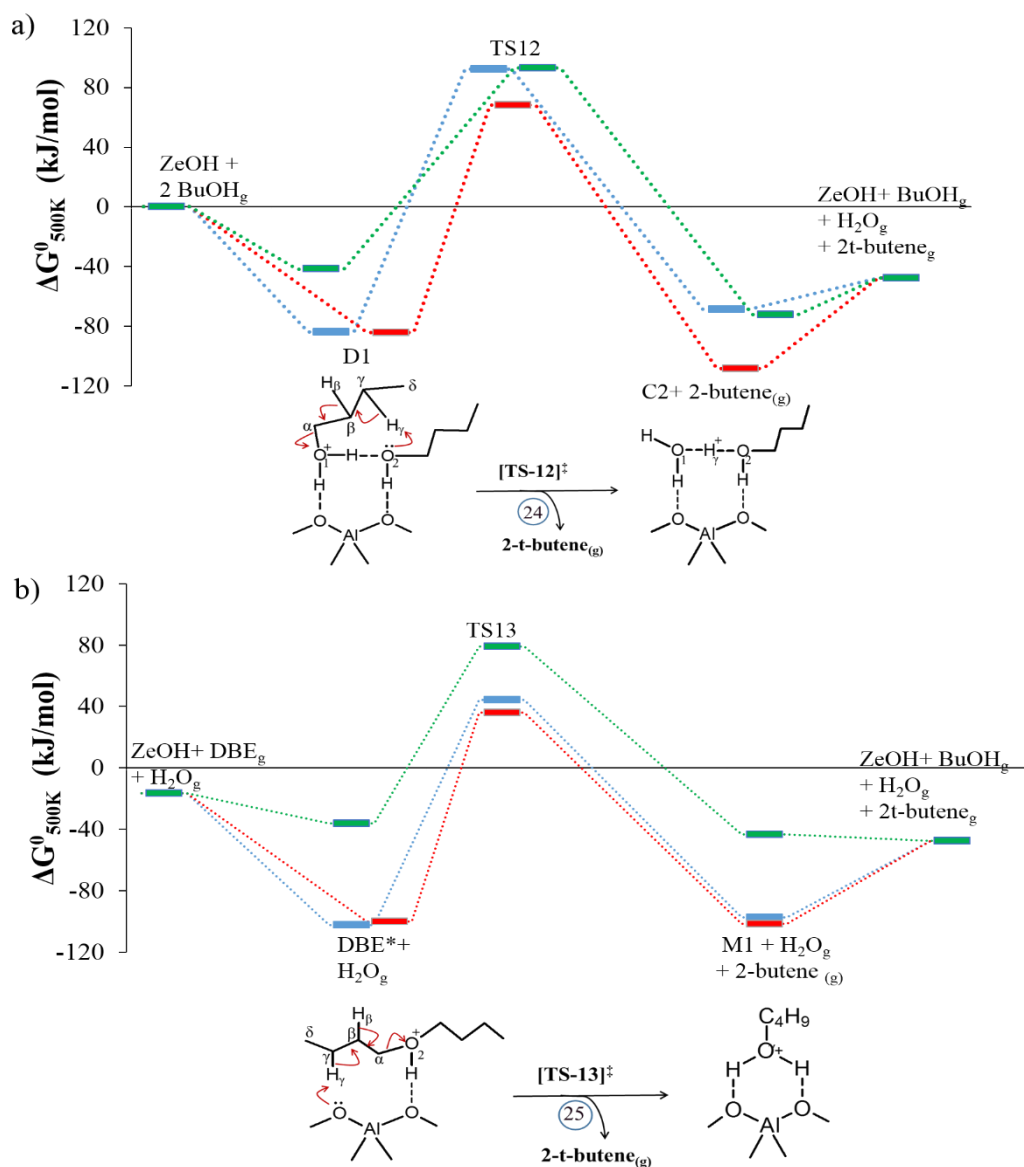 a)
ΔG⁰₅₀₀K (kJ/mol)
120
80
40
0
-40
-80
-120
TS12
ZeOH +
2 BuOHg
ZeOH+ BuOHg
+ H₂Og
+ 2t-buteneg
D1
C2+ 2-butene(g)
Hβ γ δ
α β Hγ
O1+ H O2
H H
O Al O
[TS-12]‡
24
2-t-butene(g)
H O1 H+γ O2
H H
O Al O
b)
ΔG⁰₅₀₀K (kJ/mol)
120
80
40
0
-40
-80
-120
TS13
ZeOH+ DBEg
+ H₂Og
ZeOH+ BuOHg
+ H₂Og
+ 2t-buteneg
DBE*+
H₂Og
M1 + H₂Og
+ 2-butene (g)
Hβ
δ β
γ α O2+
Hγ H
O Al O
[TS-13]‡
25
2-t-butene(g)
C₄H₉
O+
H H
O Al O